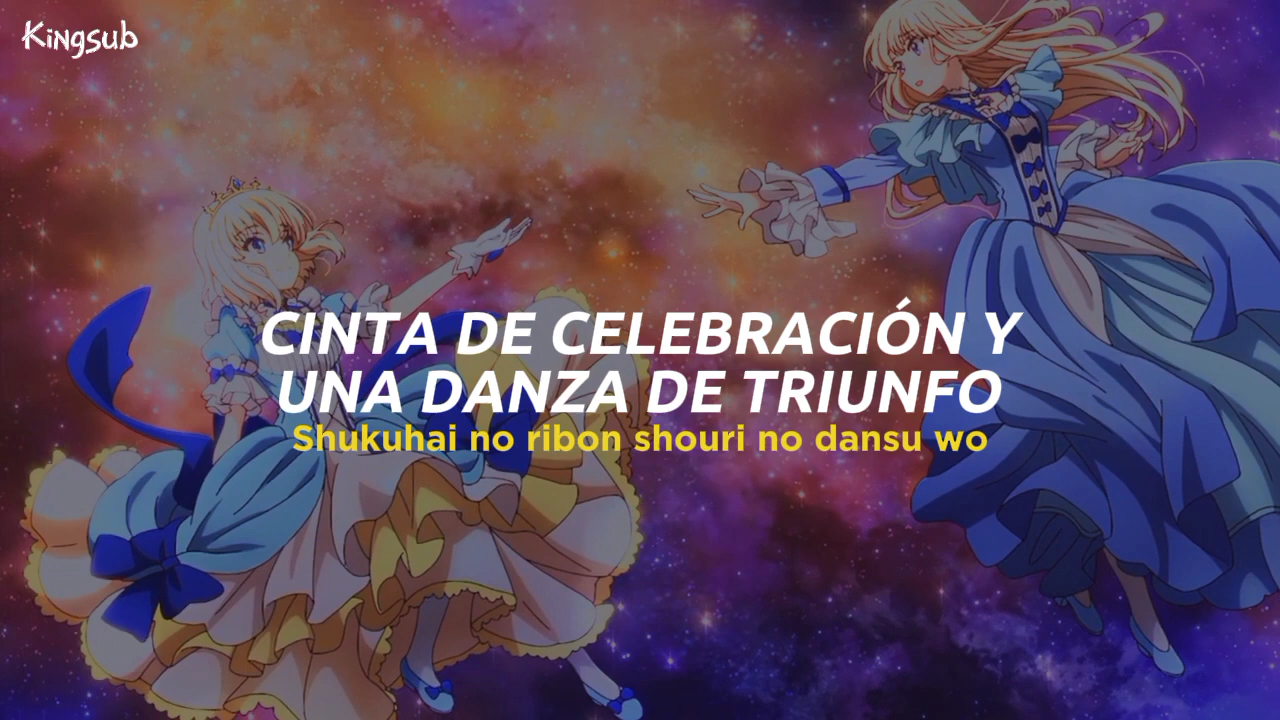 Kingsub
CINTA DE CELEBRACIÓN Y
UNA DANZA DE TRIUNFO
Shukuhai no ribon shouri no dansu wo